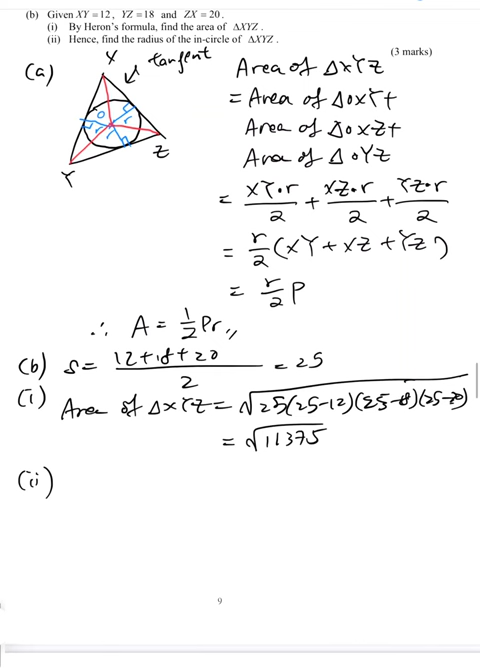 (b) Given XY = 12, YZ = 18 and ZX = 20.
(i) By Heron's formula, find the area of ΔXYZ.
(ii) Hence, find the radius of the in-circle of ΔXYZ.
(3 marks)
(a)
X
tangent
O
r
r
r
Y
Z
Area of ΔXYZ
= Area of ΔOXY+
Area of ΔOXZ+
Area of ΔOYZ
= XY·r/2 + XZ·r/2 + YZ·r/2
= r/2 (XY + XZ + YZ)
= r/2 P
∴ A = 1/2 Pr,,
(b) s = (12+18+20)/2 = 25
(i) Area of ΔXYZ = √25(25-12)(25-18)(25-20)
= √11375
(ii)
9